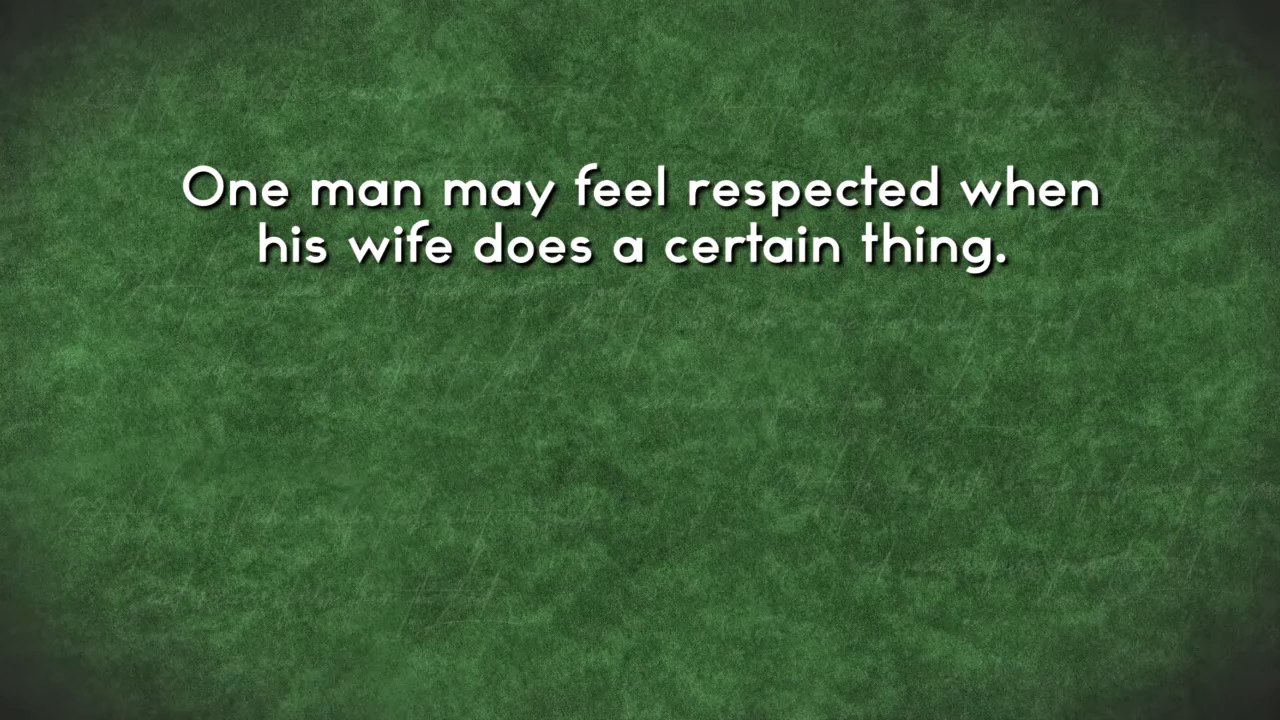 One man may feel respected when
his wife does a certain thing.